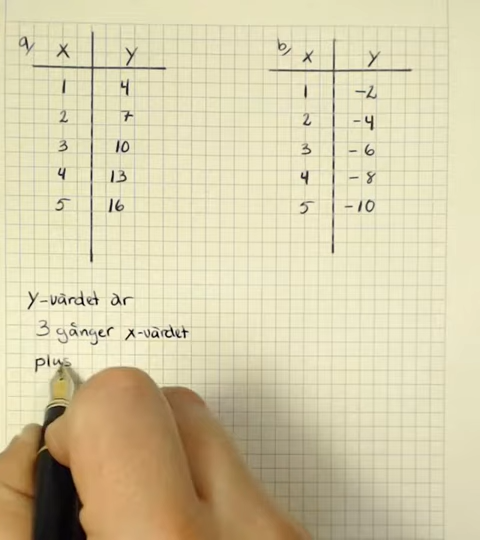 a, x y
1 4
2 7
3 10
4 13
5 16
b, x y
1 -2
2 -4
3 -6
4 -8
5 -10
y-värdet är
3 gånger x-värdet
plus